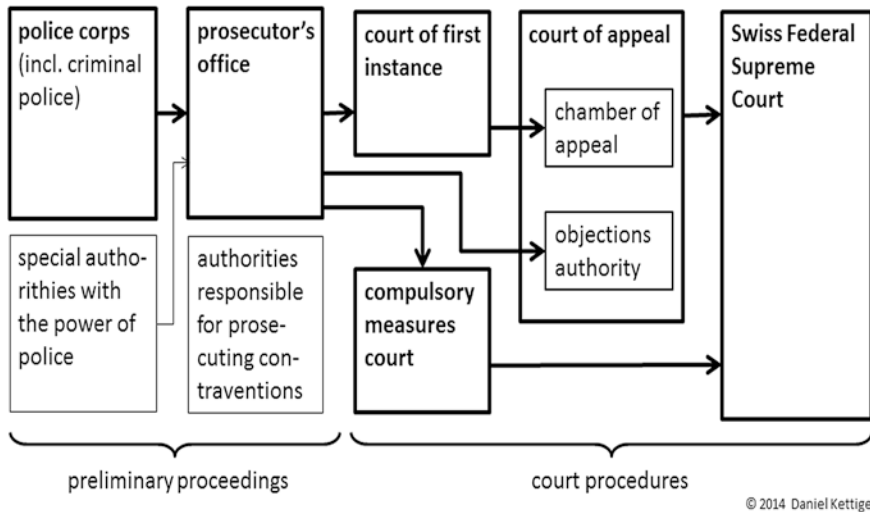 police corps
(incl. criminal
police)
prosecutor's
office
court of first
instance
court of appeal
chamber of
appeal
objections
authority
Swiss Federal
Supreme
Court
special autho-
rithies with
the power of
police
authorities
responsible
for prose-
cuting con-
traventions
compulsory
measures
court
preliminary proceedings
court procedures
© 2014 Daniel Kettige